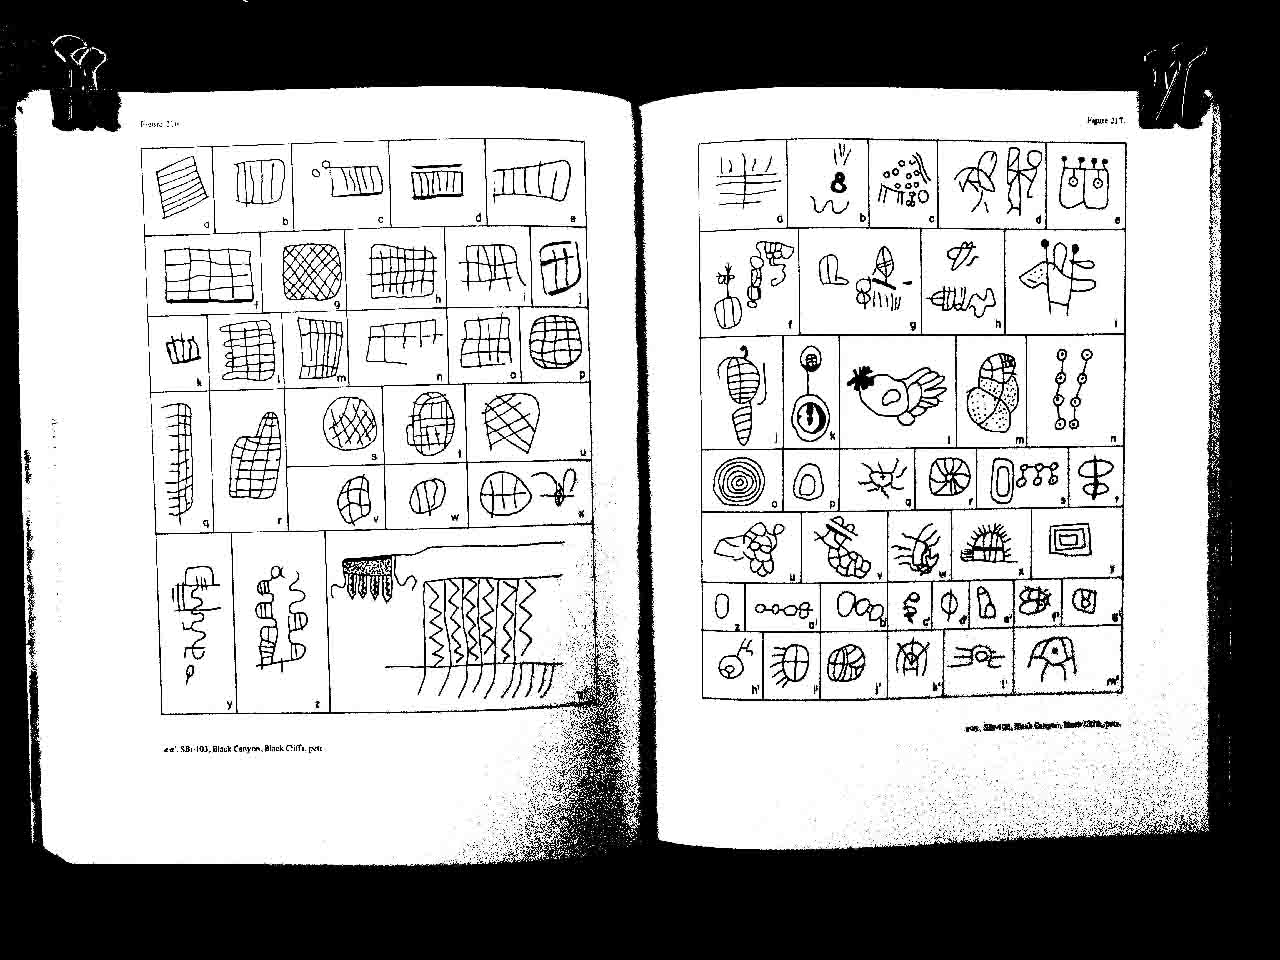 Figure 216
a
b
c
d
e
f
g
h
i
j
k
l
m
n
o
p
q
r
s
t
u
v
w
x
y
z
a-a'. SBr-103, Black Canyon, Black Cliffs, petr.
Figure 217.
a
b
c
d
e
f
g
h
i
j
k
l
m
n
o
p
q
r
s
t
u
v
w
x
y
z
a'
b'
c'
d'
e'
f'
g'
h'
i'
j'
k'
l'
m'
SBr-103, Black Canyon, Black Cliffs, petr.